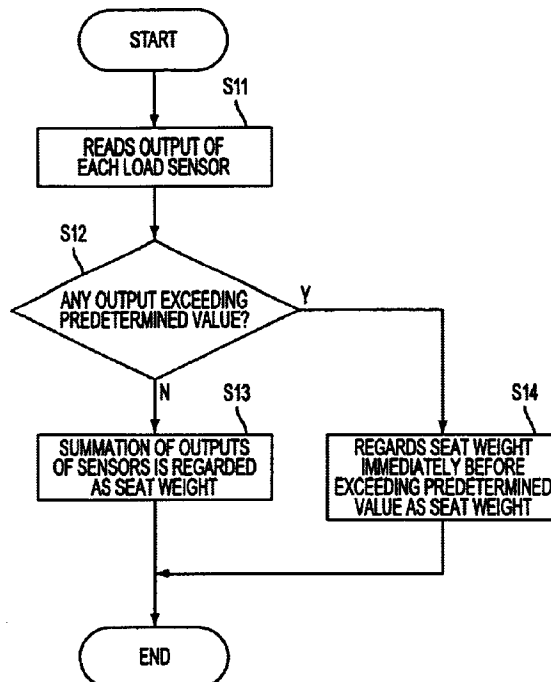 START
S11
READS OUTPUT OF
EACH LOAD SENSOR
S12
ANY OUTPUT EXCEEDING
PREDETERMINED VALUE?
Y
N
S13
SUMMATION OF OUTPUTS
OF SENSORS IS REGARDED
AS SEAT WEIGHT
S14
REGARDS SEAT WEIGHT
IMMEDIATELY BEFORE
EXCEEDING PREDETERMINED
VALUE AS SEAT WEIGHT
END